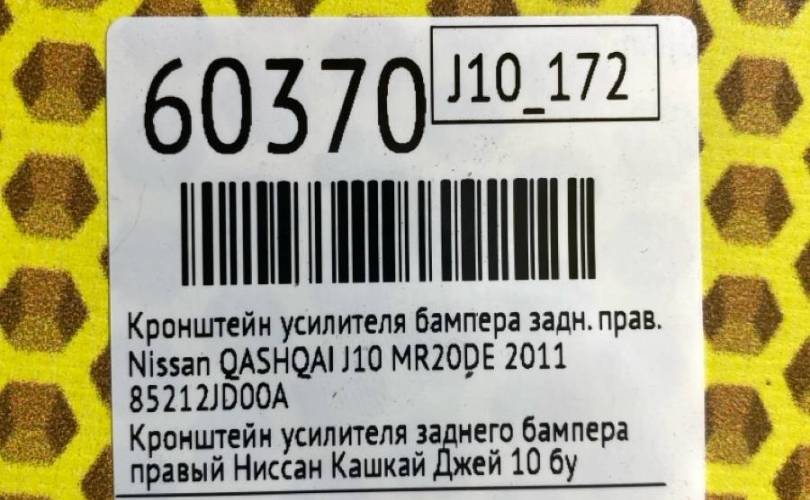 60370
J10_172
Кронштейн усилителя бампера задн. прав.
Nissan QASHQAI J10 MR20DE 2011
85212JD00A
Кронштейн усилителя заднего бампера
правый Ниссан Кашкай Джей 10 бу